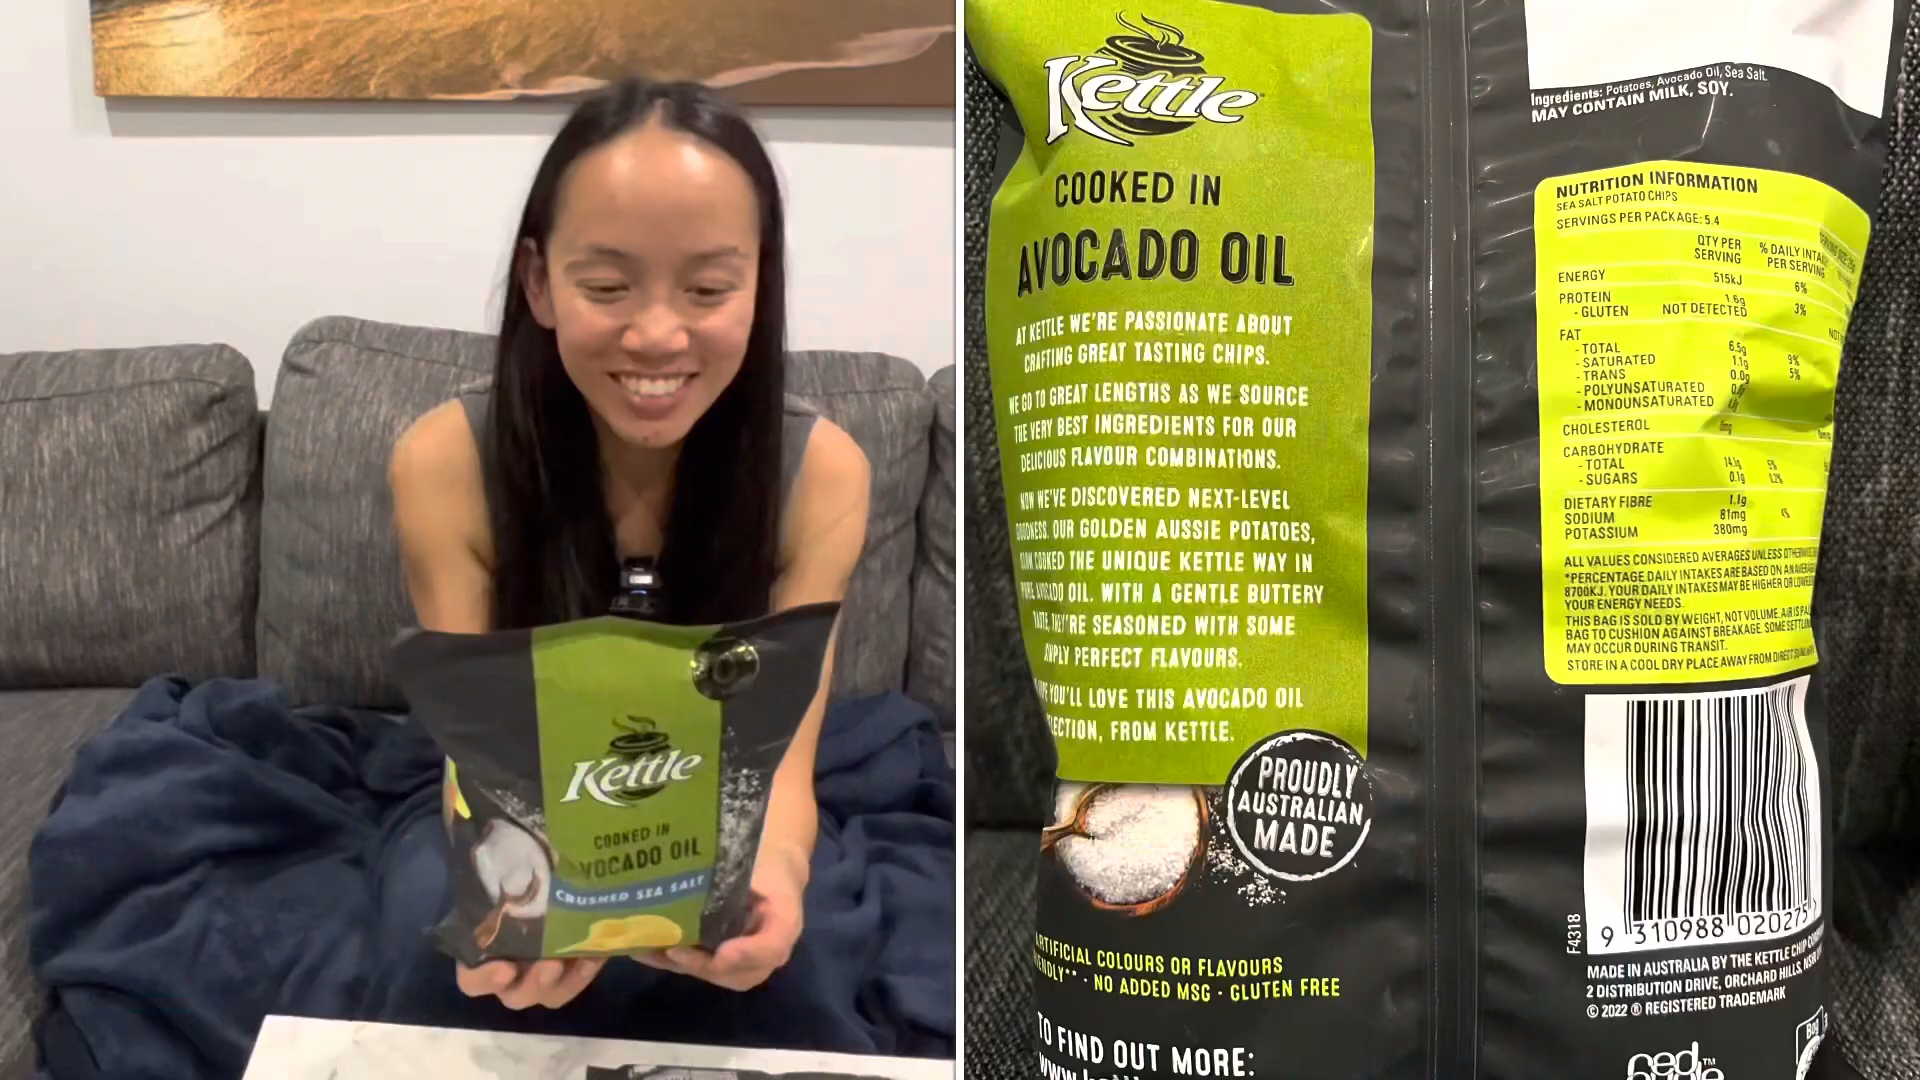 Kettle
COOKED IN
AVOCADO OIL
CRUSHED SEA SALT
Kettle
COOKED IN
AVOCADO OIL
AT KETTLE WE'RE PASSIONATE ABOUT
CRAFTING GREAT TASTING CHIPS.
WE GO TO GREAT LENGTHS AS WE SOURCE
THE VERY BEST INGREDIENTS FOR OUR
DELICIOUS FLAVOUR COMBINATIONS.
NOW WE'VE DISCOVERED NEXT-LEVEL
GOODNESS. OUR GOLDEN AUSSIE POTATOES,
COOKED THE UNIQUE KETTLE WAY IN
PURE AVOCADO OIL. WITH A GENTLE BUTTERY
TASTE, THEY'RE SEASONED WITH SOME
SIMPLY PERFECT FLAVOURS.
YOU'LL LOVE THIS AVOCADO OIL
FROM KETTLE.
PROUDLY
AUSTRALIAN
MADE
ARTIFICIAL COLOURS OR FLAVOURS
NO ADDED MSG · GLUTEN FREE
TO FIND OUT MORE:
Ingredients: Potatoes, Avocado Oil, Sea Salt.
MAY CONTAIN MILK, SOY.
NUTRITION INFORMATION
SEA SALT POTATO CHIPS
SERVINGS PER PACKAGE: 5.4
QTY PER SERVING % DAILY INTAKE PER SERVING
ENERGY 515kJ 6%
PROTEIN 1.6g 3%
- GLUTEN NOT DETECTED
FAT
- TOTAL 6.5g 9%
- SATURATED 1.1g 5%
- TRANS 0.0g
- POLYUNSATURATED
- MONOUNSATURATED
CHOLESTEROL 0mg
CARBOHYDRATE
- TOTAL 14.1g 5%
- SUGARS 0.1g 0.2%
DIETARY FIBRE 1.1g
SODIUM 81mg 4%
POTASSIUM 380mg
ALL VALUES CONSIDERED AVERAGES UNLESS
*PERCENTAGE DAILY INTAKES ARE BASED ON AN
8700KJ. YOUR DAILY INTAKES MAY BE HIGHER OR
YOUR ENERGY NEEDS.
THIS BAG IS SOLD BY WEIGHT, NOT VOLUME. AIR IS
BAG TO CUSHION AGAINST BREAKAGE. SOME
MAY OCCUR DURING TRANSIT.
STORE IN A COOL DRY PLACE AWAY FROM
F4318
9 310988 020275
MADE IN AUSTRALIA BY THE KETTLE CHIP
2 DISTRIBUTION DRIVE, ORCHARD HILLS, NSW
© 2022 ® REGISTERED TRADEMARK